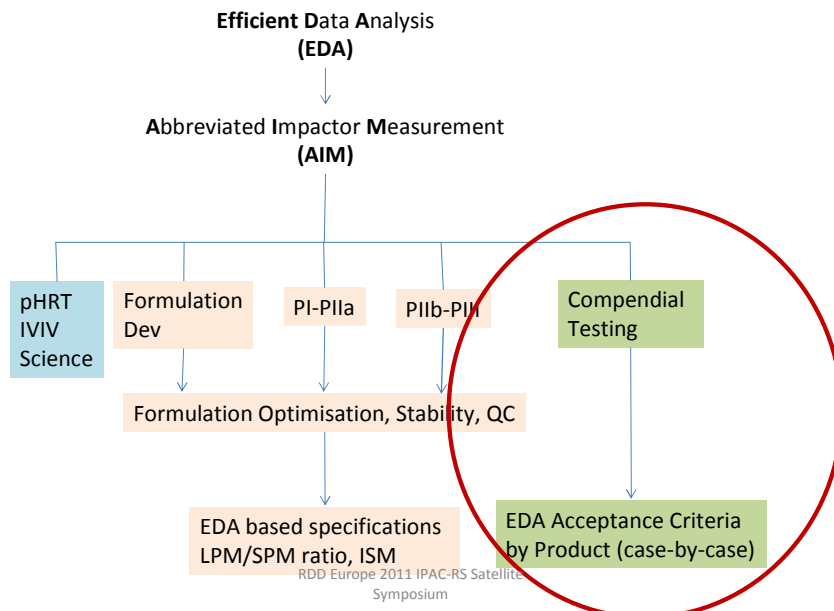 Efficient Data Analysis
(EDA)
Abbreviated Impactor Measurement
(AIM)
pHRT
IVIV
Science
Formulation
Dev
PI-PIIa
PIIb-PIII
Compendial
Testing
Formulation Optimisation, Stability, QC
EDA based specifications
LPM/SPM ratio, ISM
EDA Acceptance Criteria
by Product (case-by-case)
RDD Europe 2011 IPAC-RS Satellite
Symposium